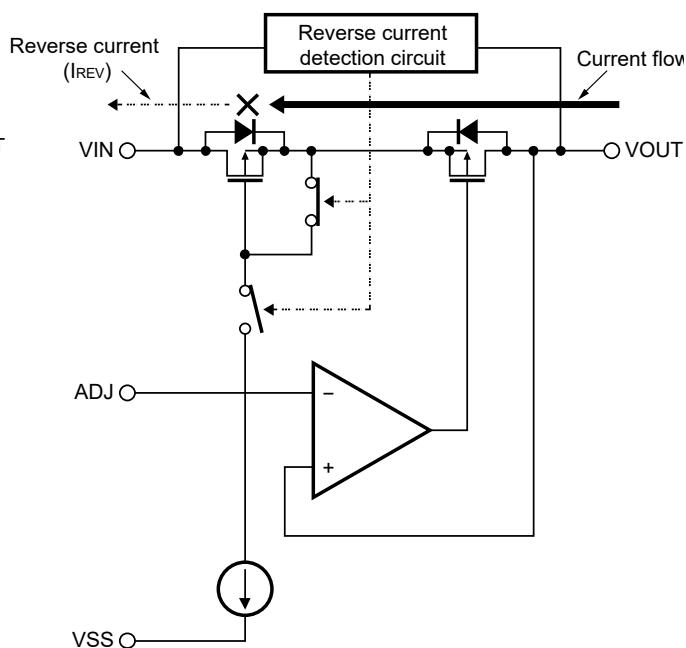 Reverse current
detection circuit
Reverse current
(IREV)
Current flow
T
VIN
VOUT
ADJ
−
+
VSS